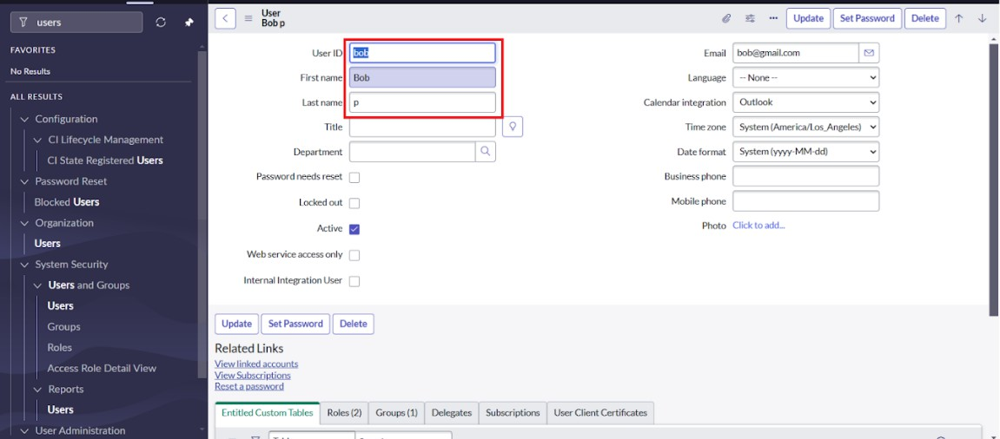 users
FAVORITES
No Results
ALL RESULTS
Configuration
CI Lifecycle Management
CI State Registered Users
Password Reset
Blocked Users
Organization
Users
System Security
Users and Groups
Users
Groups
Roles
Access Role Detail View
Reports
Users
User Administration
User
Bob p
Update
Set Password
Delete
User ID bob
First name Bob
Last name p
Title
Department
Password needs reset
Locked out
Active
Web service access only
Internal Integration User
Email bob@gmail.com
Language -- None --
Calendar integration Outlook
Time zone System (America/Los_Angeles)
Date format System (yyyy-MM-dd)
Business phone
Mobile phone
Photo Click to add...
Update Set Password Delete
Related Links
View linked accounts
View Subscriptions
Reset a password
Entitled Custom Tables Roles (2) Groups (1) Delegates Subscriptions User Client Certificates